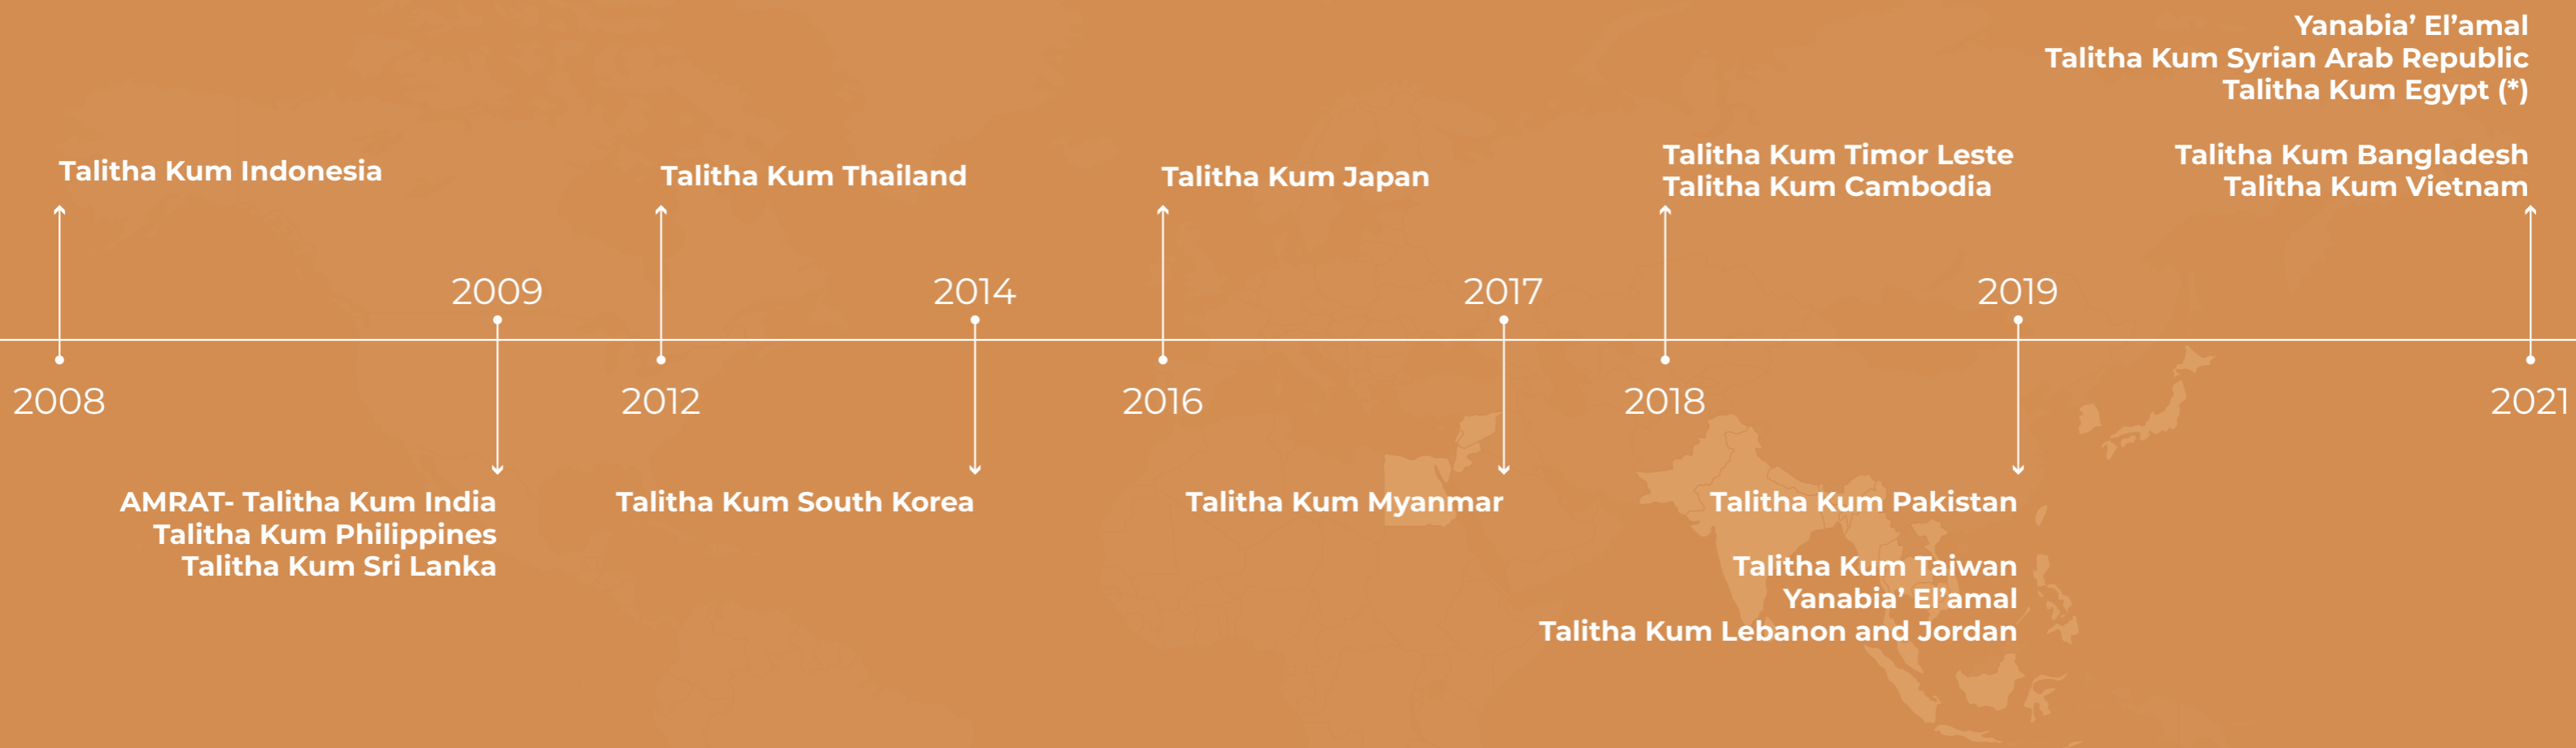 Yanabia’ El’amal
Talitha Kum Syrian Arab Republic
Talitha Kum Egypt (*)
Talitha Kum Indonesia
Talitha Kum Thailand
Talitha Kum Japan
Talitha Kum Timor Leste
Talitha Kum Cambodia
Talitha Kum Bangladesh
Talitha Kum Vietnam
2009
2014
2017
2019
2008
2012
2016
2018
2021
AMRAT- Talitha Kum India
Talitha Kum Philippines
Talitha Kum Sri Lanka
Talitha Kum South Korea
Talitha Kum Myanmar
Talitha Kum Pakistan
Talitha Kum Taiwan
Yanabia’ El’amal
Talitha Kum Lebanon and Jordan